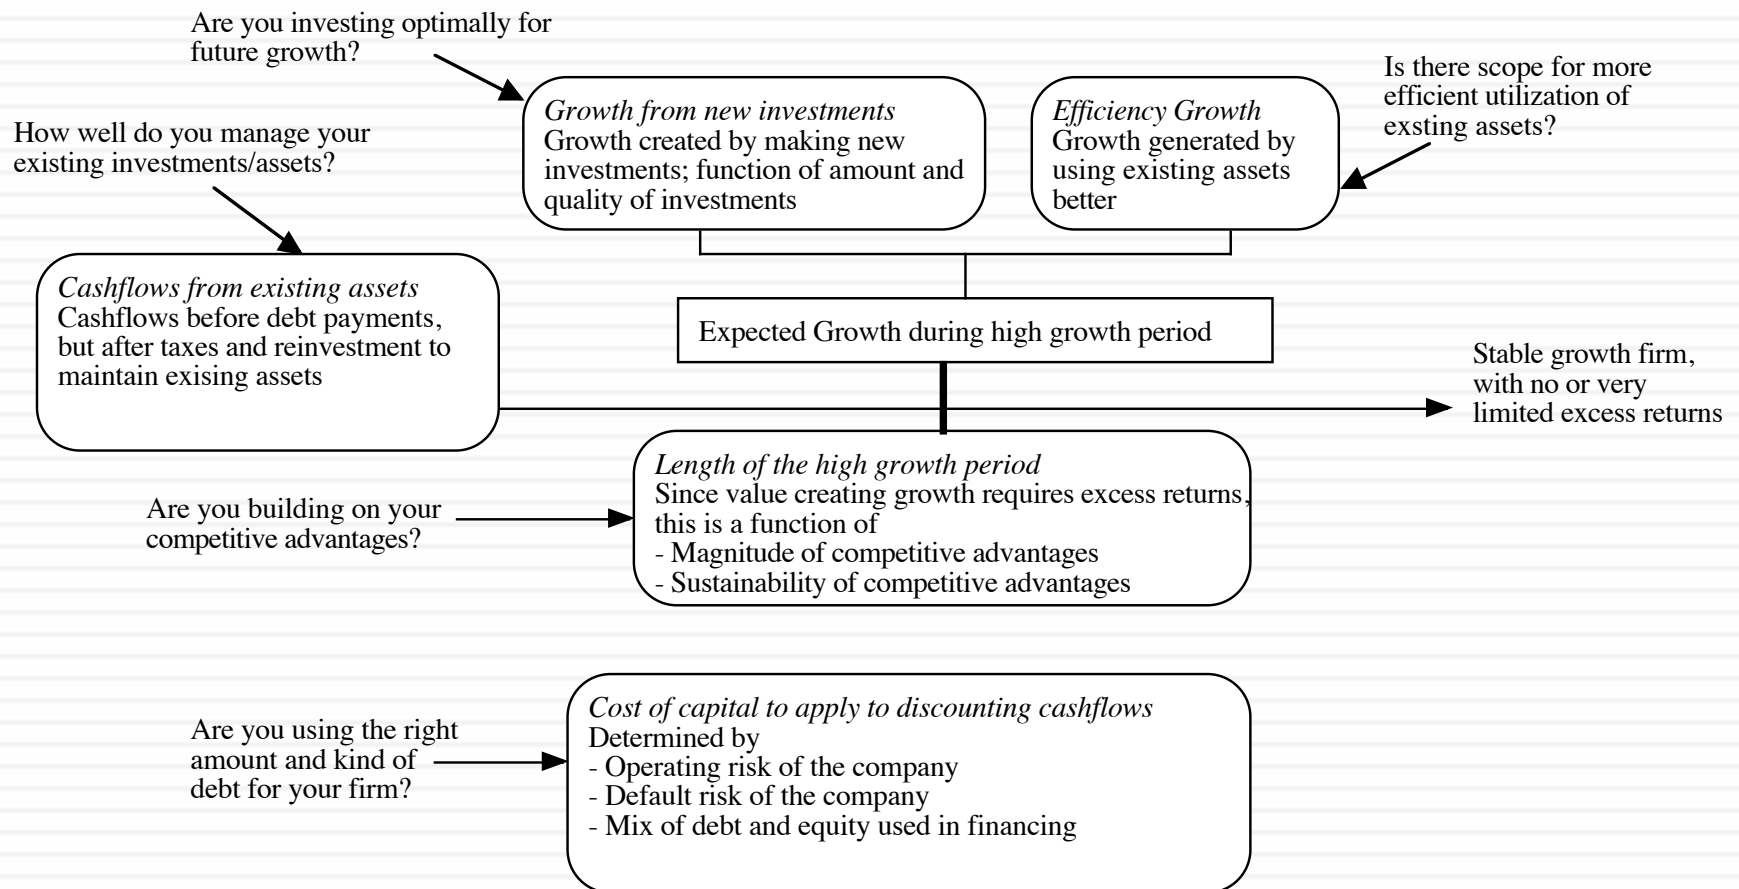 Are you investing optimally for
future growth?
Growth from new investments
Growth created by making new
investments; function of amount and
quality of investments
Efficiency Growth
Growth generated by
using existing assets
better
Is there scope for more
efficient utilization of
exsting assets?
How well do you manage your
existing investments/assets?
Cashflows from existing assets
Cashflows before debt payments,
but after taxes and reinvestment to
maintain exising assets
Expected Growth during high growth period
Stable growth firm,
with no or very
limited excess returns
Are you building on your
competitive advantages?
Length of the high growth period
Since value creating growth requires excess returns,
this is a function of
- Magnitude of competitive advantages
- Sustainability of competitive advantages
Are you using the right
amount and kind of
debt for your firm?
Cost of capital to apply to discounting cashflows
Determined by
- Operating risk of the company
- Default risk of the company
- Mix of debt and equity used in financing